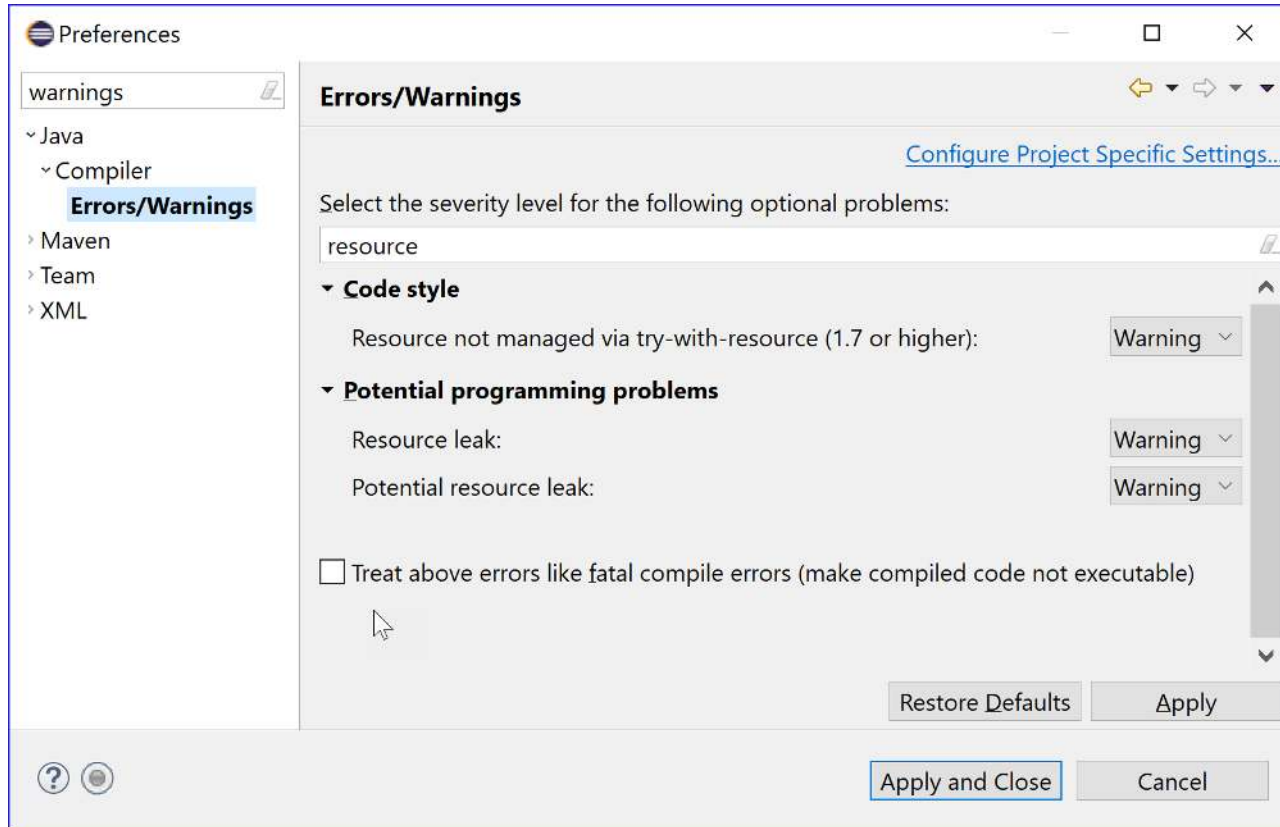 Preferences
warnings
Java
Compiler
Errors/Warnings
Maven
Team
XML
Errors/Warnings
Configure Project Specific Settings...
Select the severity level for the following optional problems:
resource
Code style
Resource not managed via try-with-resource (1.7 or higher): Warning
Potential programming problems
Resource leak: Warning
Potential resource leak: Warning
Treat above errors like fatal compile errors (make compiled code not executable)
Restore Defaults Apply
? Apply and Close Cancel